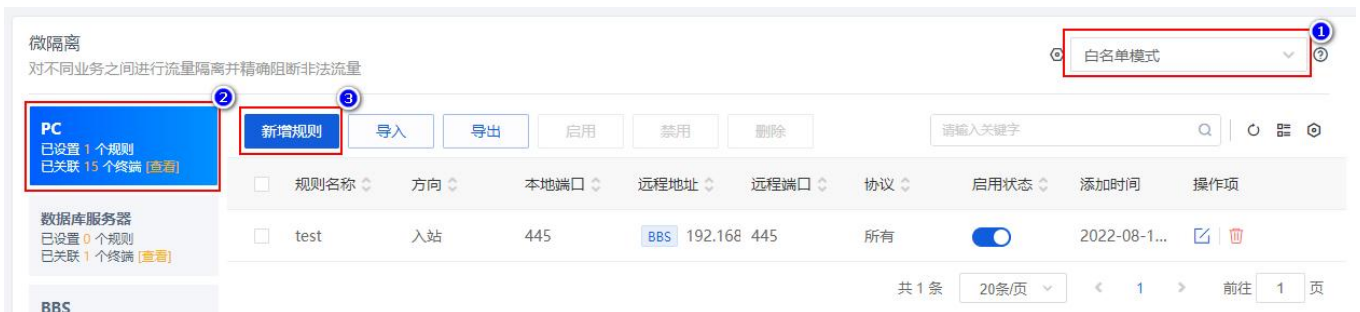 微隔离
对不同业务之间进行流量隔离并精确阻断非法流量
白名单模式
1
2
3
PC
已设置 1 个规则
已关联 15 个终端 [查看]
数据库服务器
已设置 0 个规则
已关联 1 个终端 [查看]
BBS
新增规则 导入 导出 启用 禁用 删除 请输入关键字
规则名称 方向 本地端口 远程地址 远程端口 协议 启用状态 添加时间 操作项
test 入站 445 BBS 192.168 445 所有 2022-08-1...
共 1 条 20条/页 1 前往 1 页